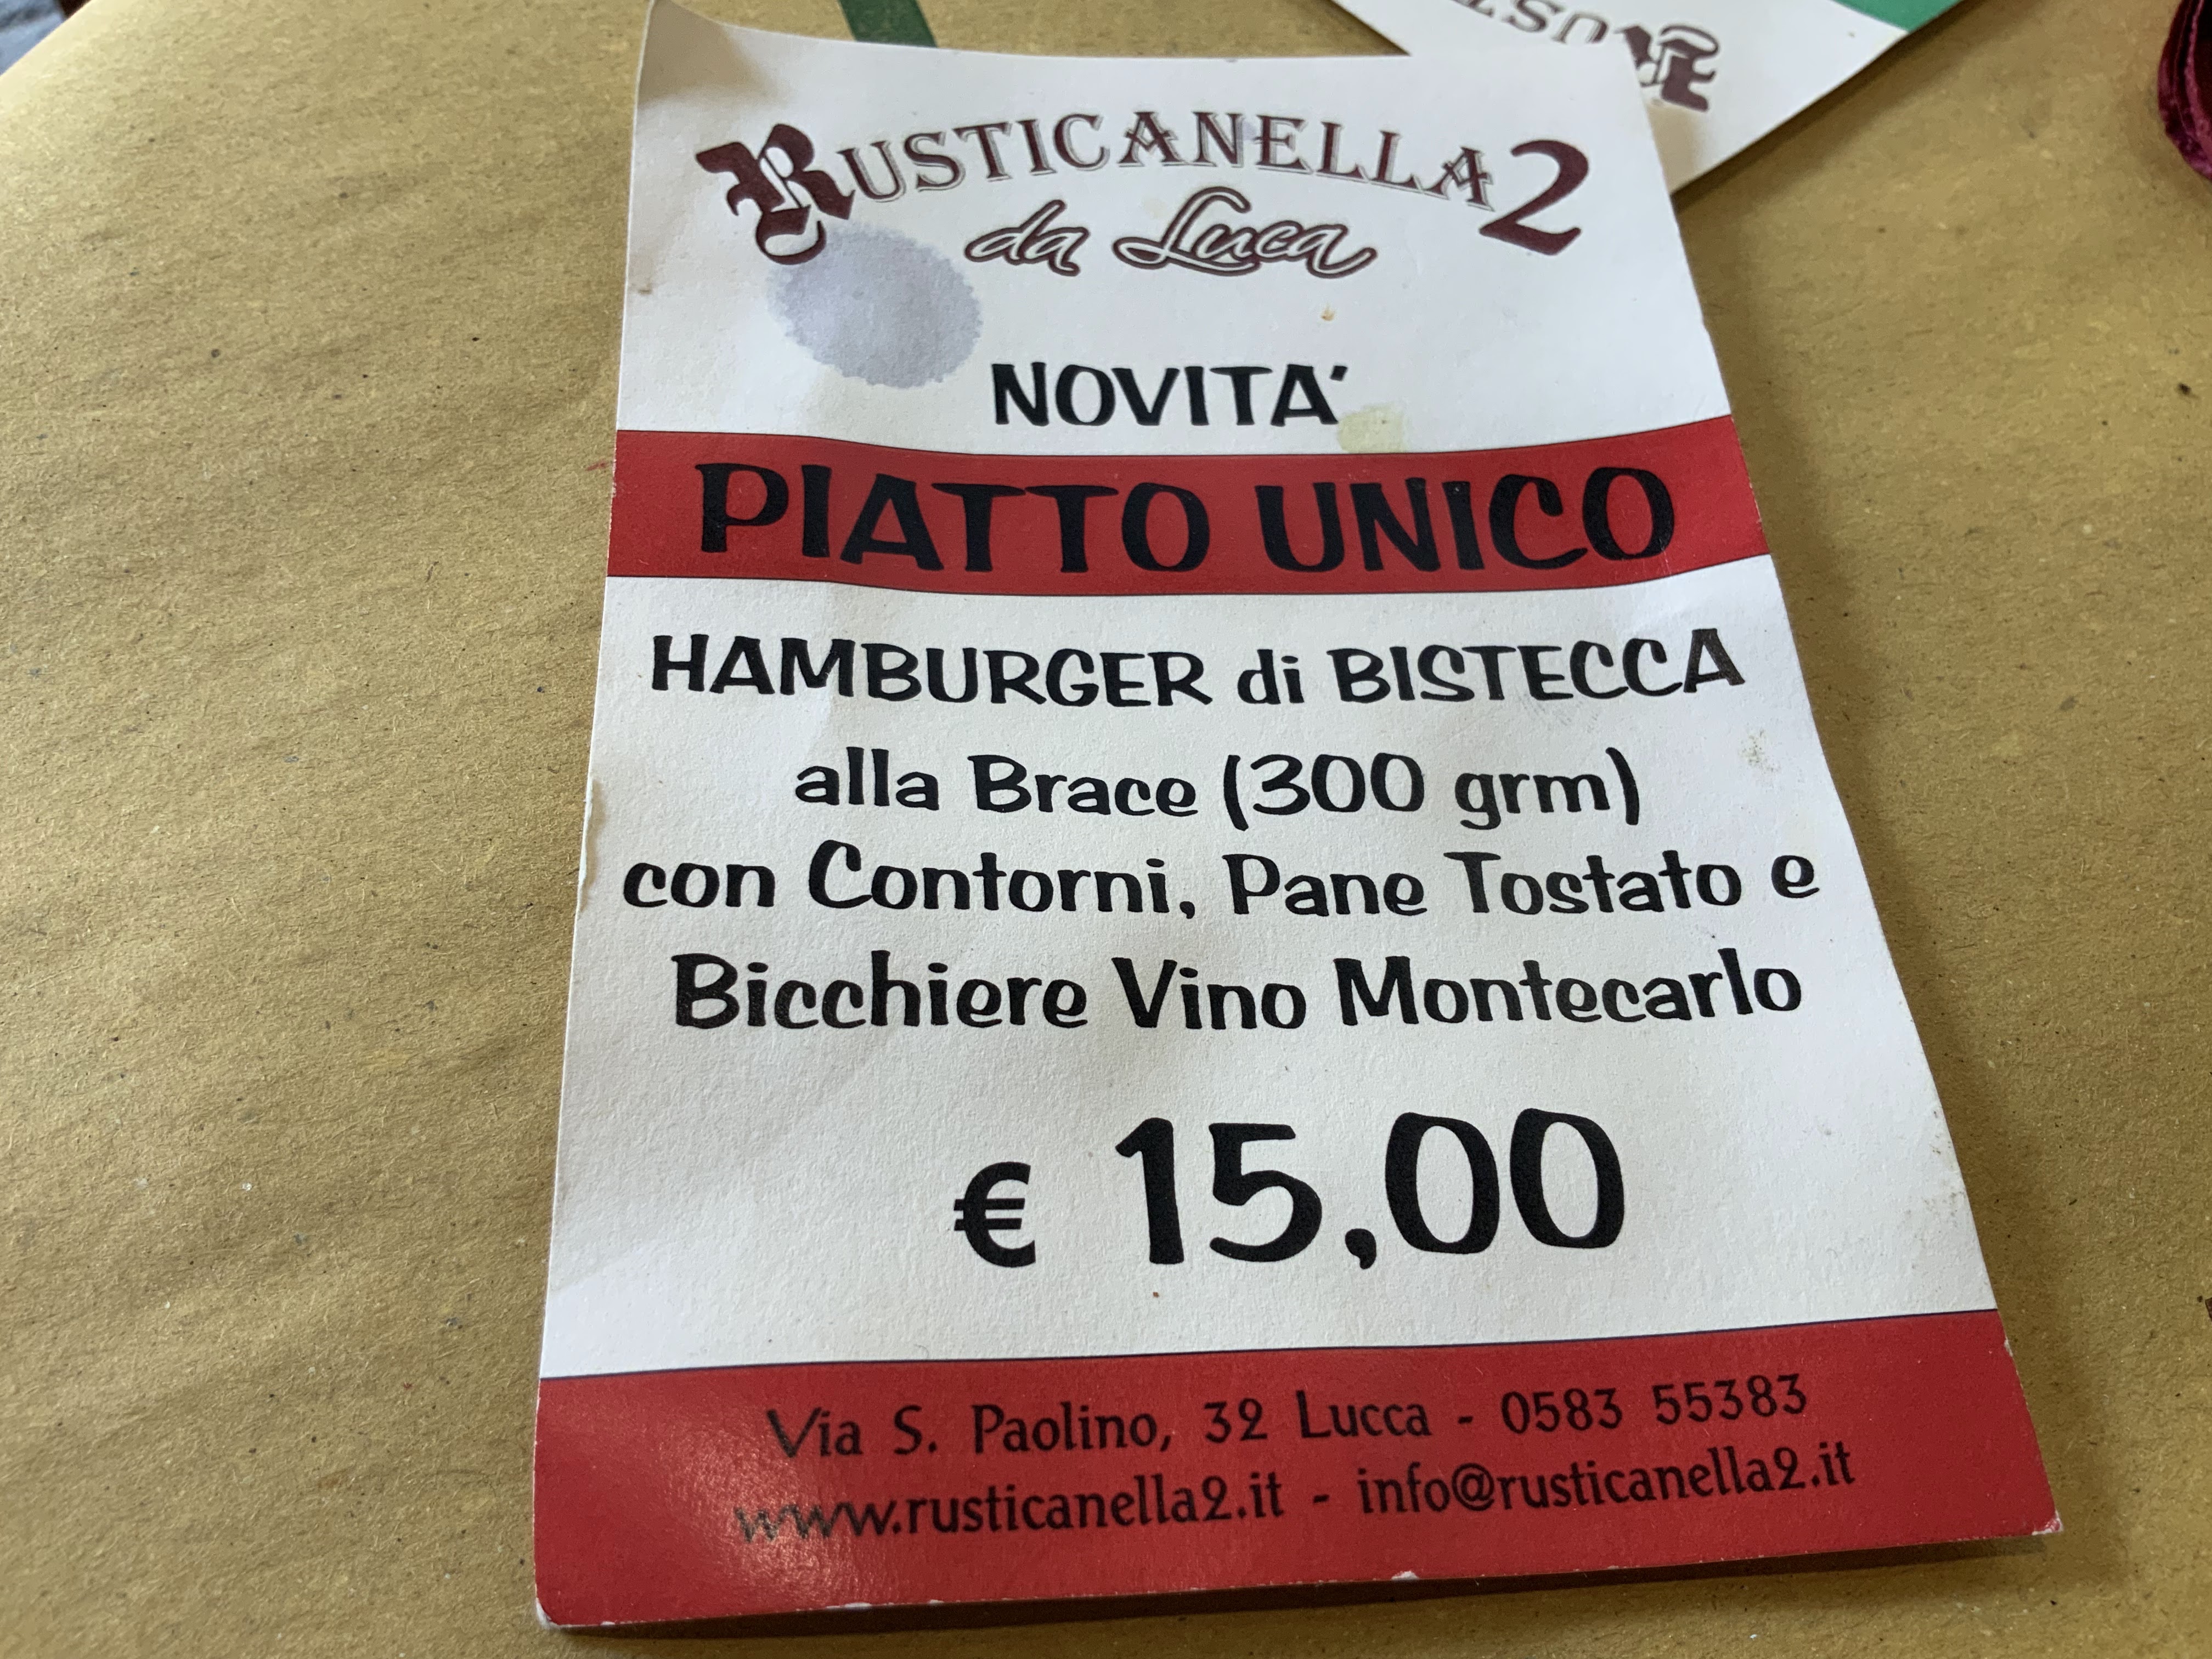 RUSTICANELLA 2
da Luca
NOVITA'
PIATTO UNICO
HAMBURGER di BISTECCA
alla Brace (300 grm)
con Contorni, Pane Tostato e
Bicchiere Vino Montecarlo
€ 15,00
Via S. Paolino, 32 Lucca - 0583 55383
www.rusticanella2.it - info@rusticanella2.it
RUST